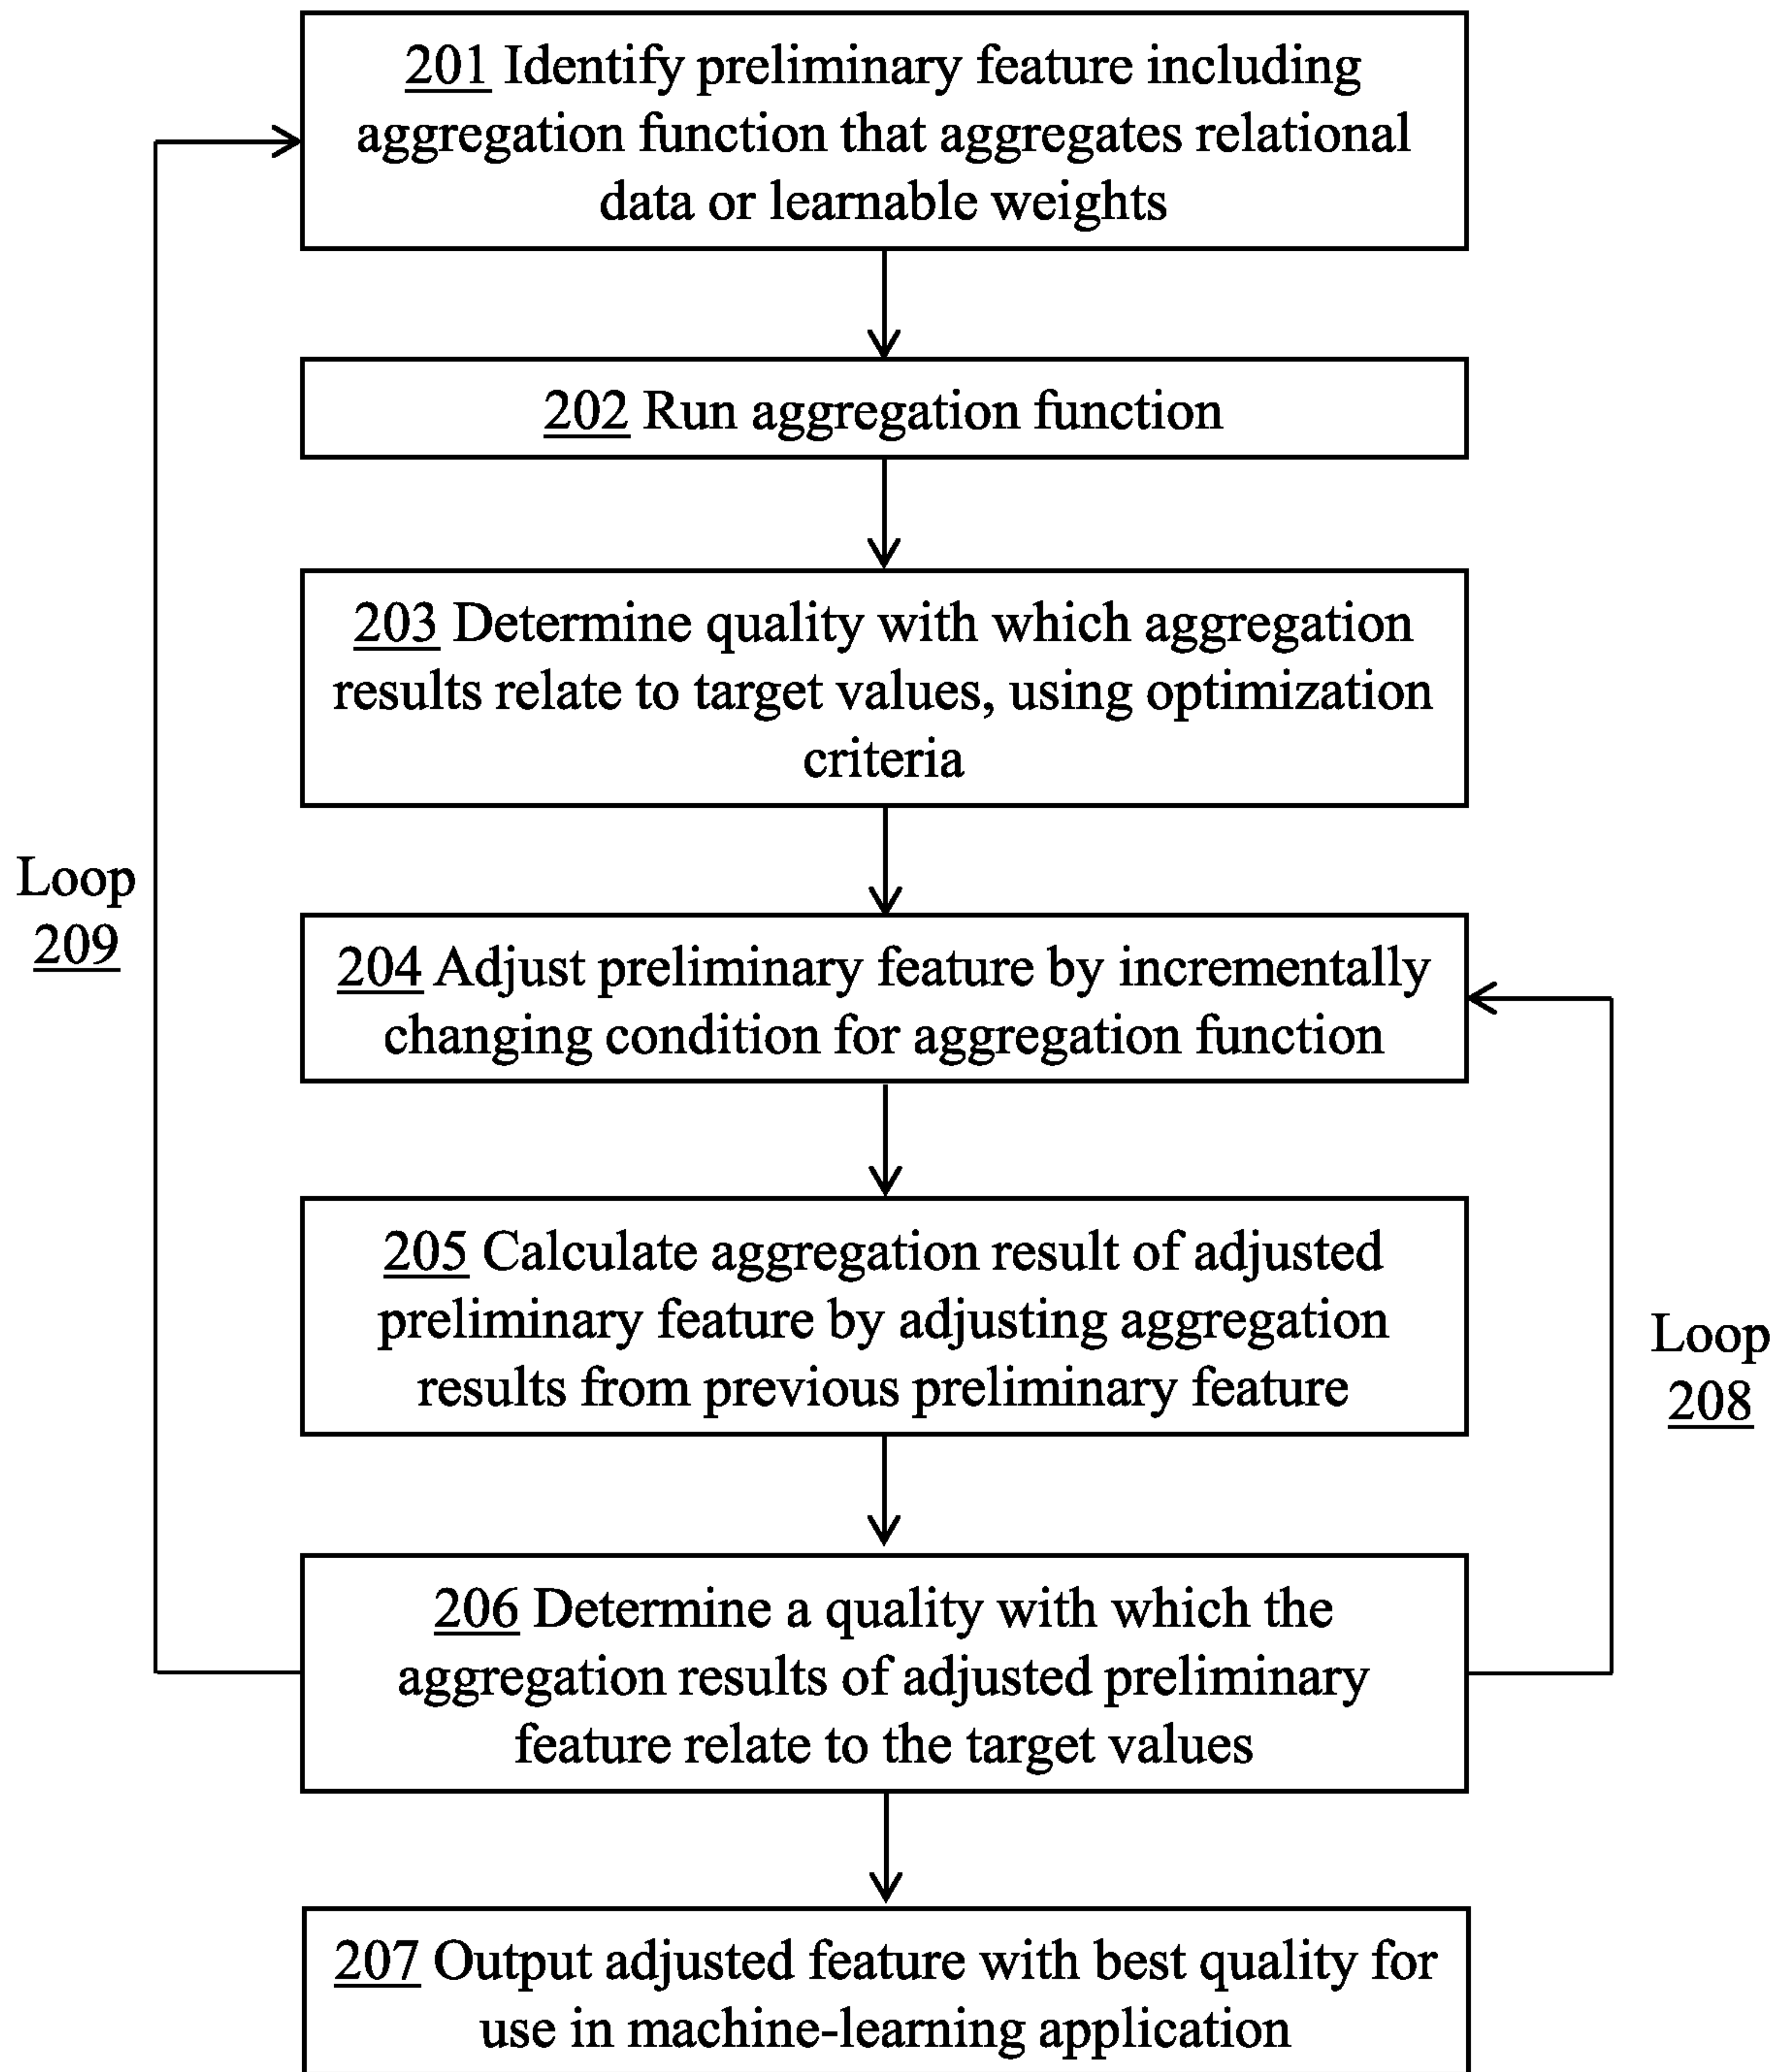 201 Identify preliminary feature including
aggregation function that aggregates relational
data or learnable weights
202 Run aggregation function
203 Determine quality with which aggregation
results relate to target values, using optimization
criteria
Loop
209
204 Adjust preliminary feature by incrementally
changing condition for aggregation function
205 Calculate aggregation result of adjusted
preliminary feature by adjusting aggregation
results from previous preliminary feature
Loop
208
206 Determine a quality with which the
aggregation results of adjusted preliminary
feature relate to the target values
207 Output adjusted feature with best quality for
use in machine-learning application